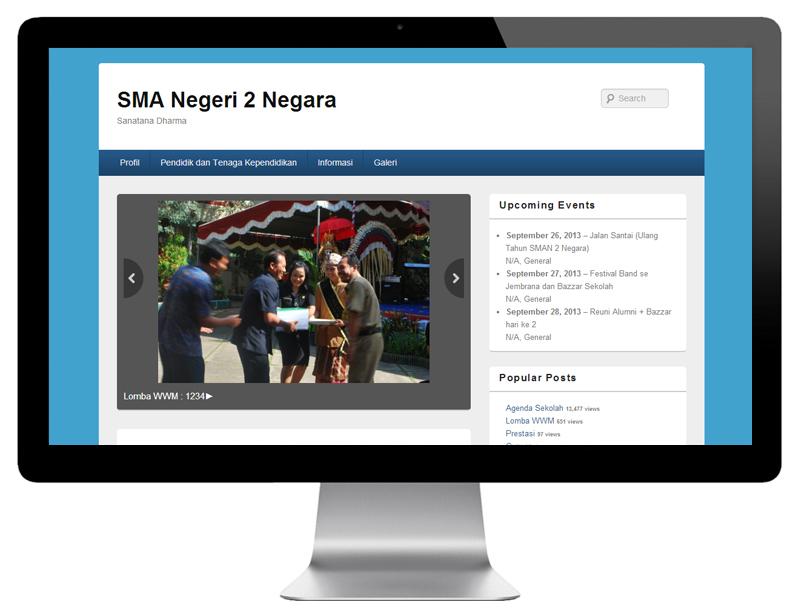 SMA Negeri 2 Negara
Sanatana Dharma
Search
Profil Pendidik dan Tenaga Kependidikan Informasi Galeri
Lomba WWM : 1234►
Upcoming Events
September 26, 2013 – Jalan Santai (Ulang
Tahun SMAN 2 Negara)
N/A, General
September 27, 2013 – Festival Band se
Jembrana dan Bazzar Sekolah
N/A, General
September 28, 2013 – Reuni Alumni + Bazzar
hari ke 2
N/A, General
Popular Posts
Agenda Sekolah 13,477 views
Lomba WWM 651 views
Prestasi 97 views